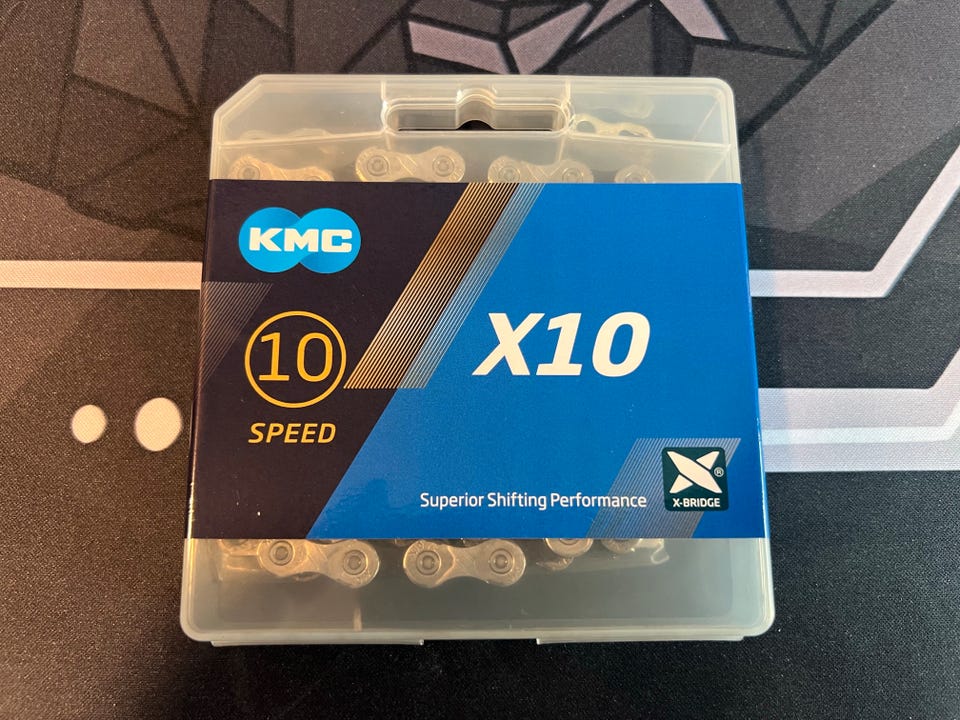 KMC
10
SPEED
X10
Superior Shifting Performance
X®
X-BRIDGE